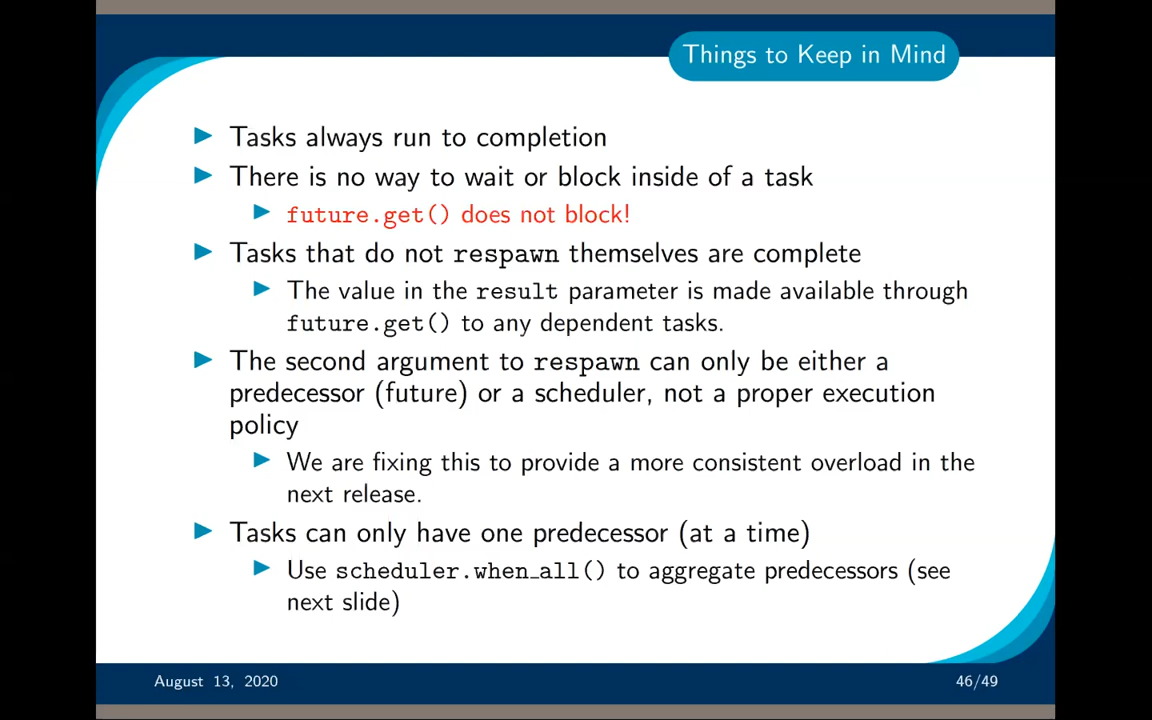 Things to Keep in Mind
Tasks always run to completion
There is no way to wait or block inside of a task
future.get() does not block!
Tasks that do not respawn themselves are complete
The value in the result parameter is made available through
future.get() to any dependent tasks.
The second argument to respawn can only be either a
predecessor (future) or a scheduler, not a proper execution
policy
We are fixing this to provide a more consistent overload in the
next release.
Tasks can only have one predecessor (at a time)
Use scheduler.when_all() to aggregate predecessors (see
next slide)
August 13, 2020
46/49